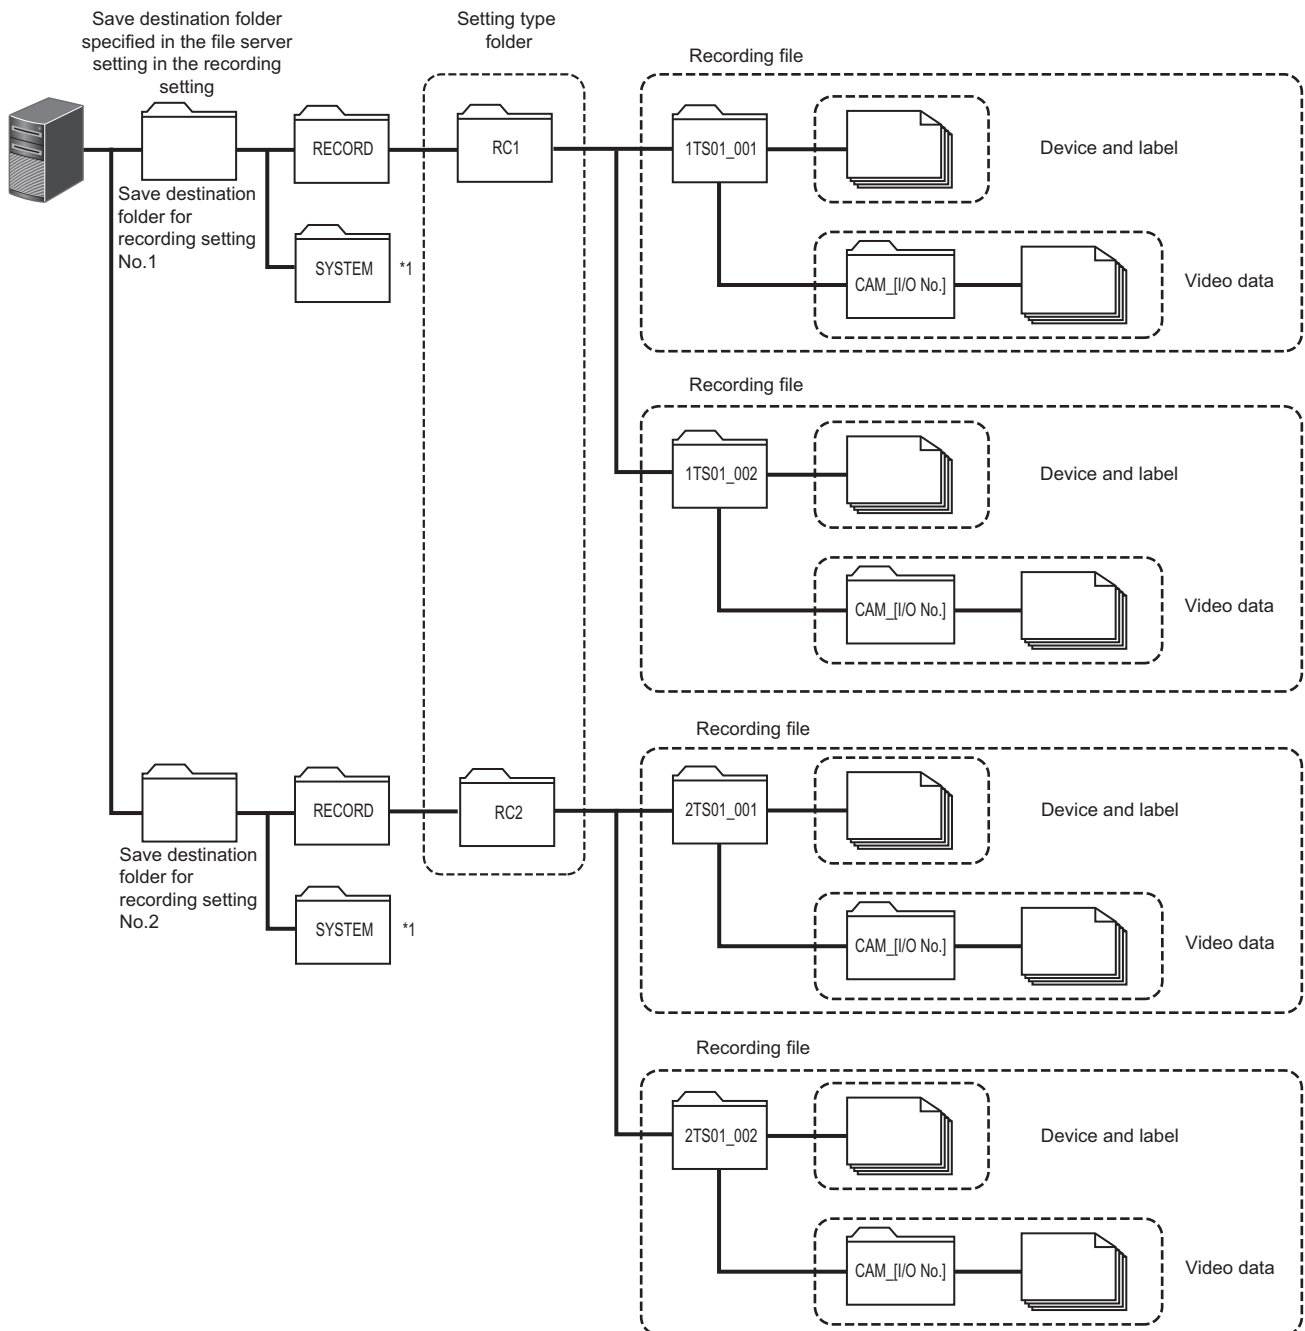 Save destination folder
specified in the file server
setting in the recording
setting
Setting type
folder
Recording file
RECORD
RC1
1TS01_001
Device and label
Save destination
folder for
recording setting
No.1
SYSTEM
*1
CAM_[I/O No.]
Video data
Recording file
1TS01_002
Device and label
CAM_[I/O No.]
Video data
Recording file
RECORD
RC2
2TS01_001
Device and label
Save destination
folder for
recording setting
No.2
SYSTEM
*1
CAM_[I/O No.]
Video data
Recording file
2TS01_002
Device and label
CAM_[I/O No.]
Video data